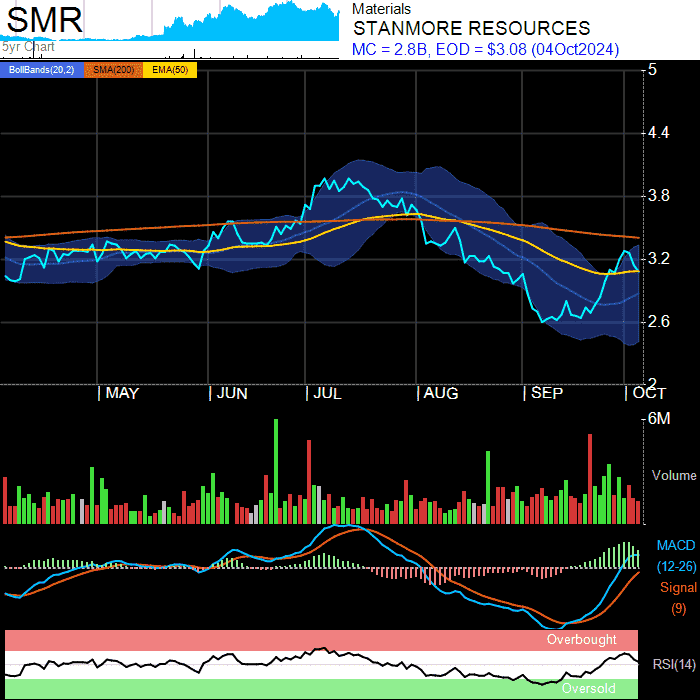 SMR
5yr Chart
Materials
STANMORE RESOURCES
MC = 2.8B, EOD = $3.08 (04Oct2024)
BollBands(20,2) SMA(200) EMA(50)
5
4.4
3.8
3.2
2.6
2
MAY JUN JUL AUG SEP OCT
6M
Volume
MACD
(12-26)
Signal
(9)
Overbought
RSI(14)
Oversold